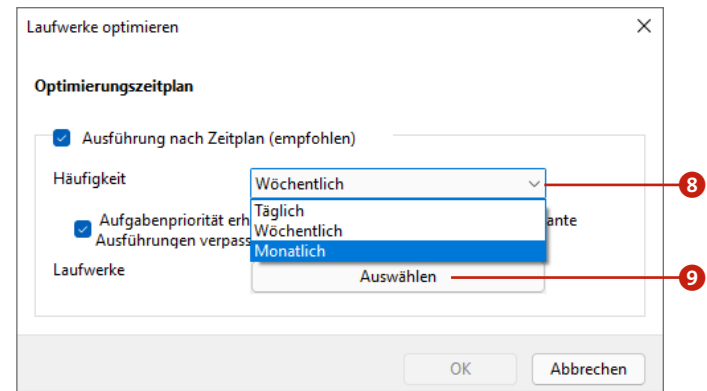 Laufwerke optimieren
Optimierungszeitplan
Ausführung nach Zeitplan (empfohlen)
Häufigkeit
Wöchentlich
8
Täglich
Wöchentlich
Monatlich
Aufgabenpriorität erh ante
Ausführungen verpass
Laufwerke
Auswählen
9
OK
Abbrechen